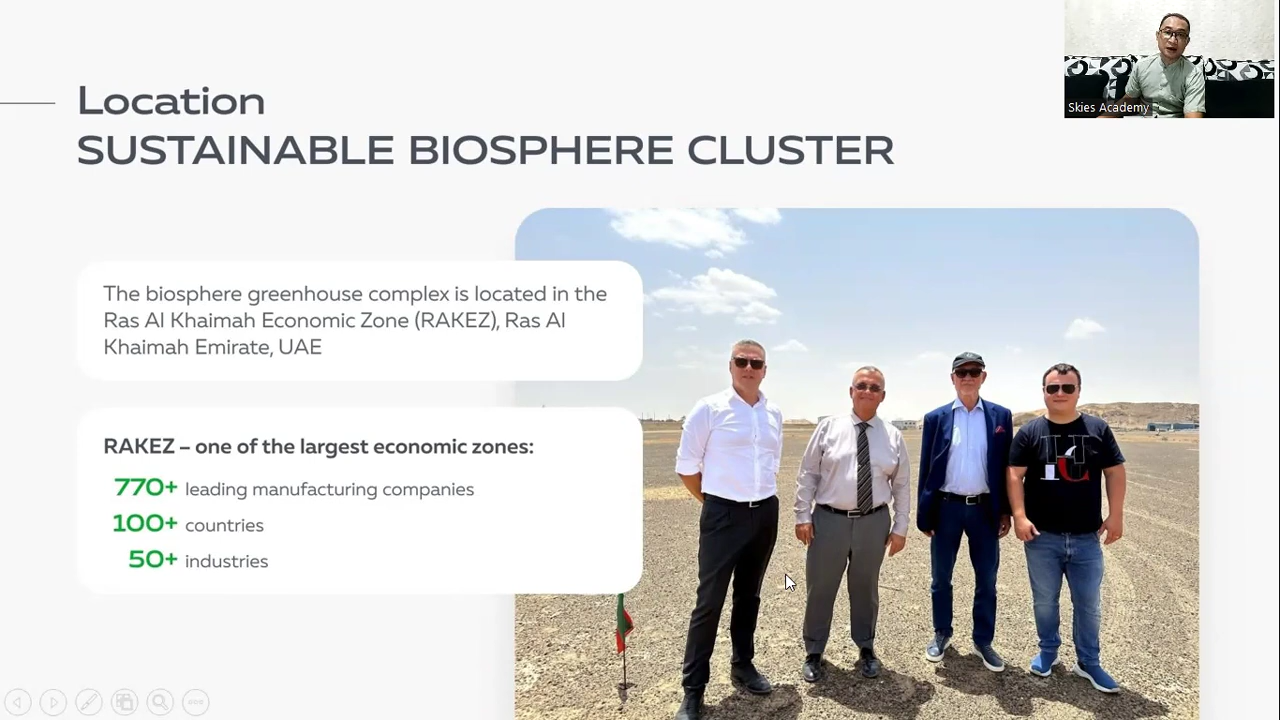 Location
SUSTAINABLE BIOSPHERE CLUSTER
Skies Academy
The biosphere greenhouse complex is located in the
Ras Al Khaimah Economic Zone (RAKEZ), Ras Al
Khaimah Emirate, UAE
RAKEZ – one of the largest economic zones:
770+ leading manufacturing companies
100+ countries
50+ industries